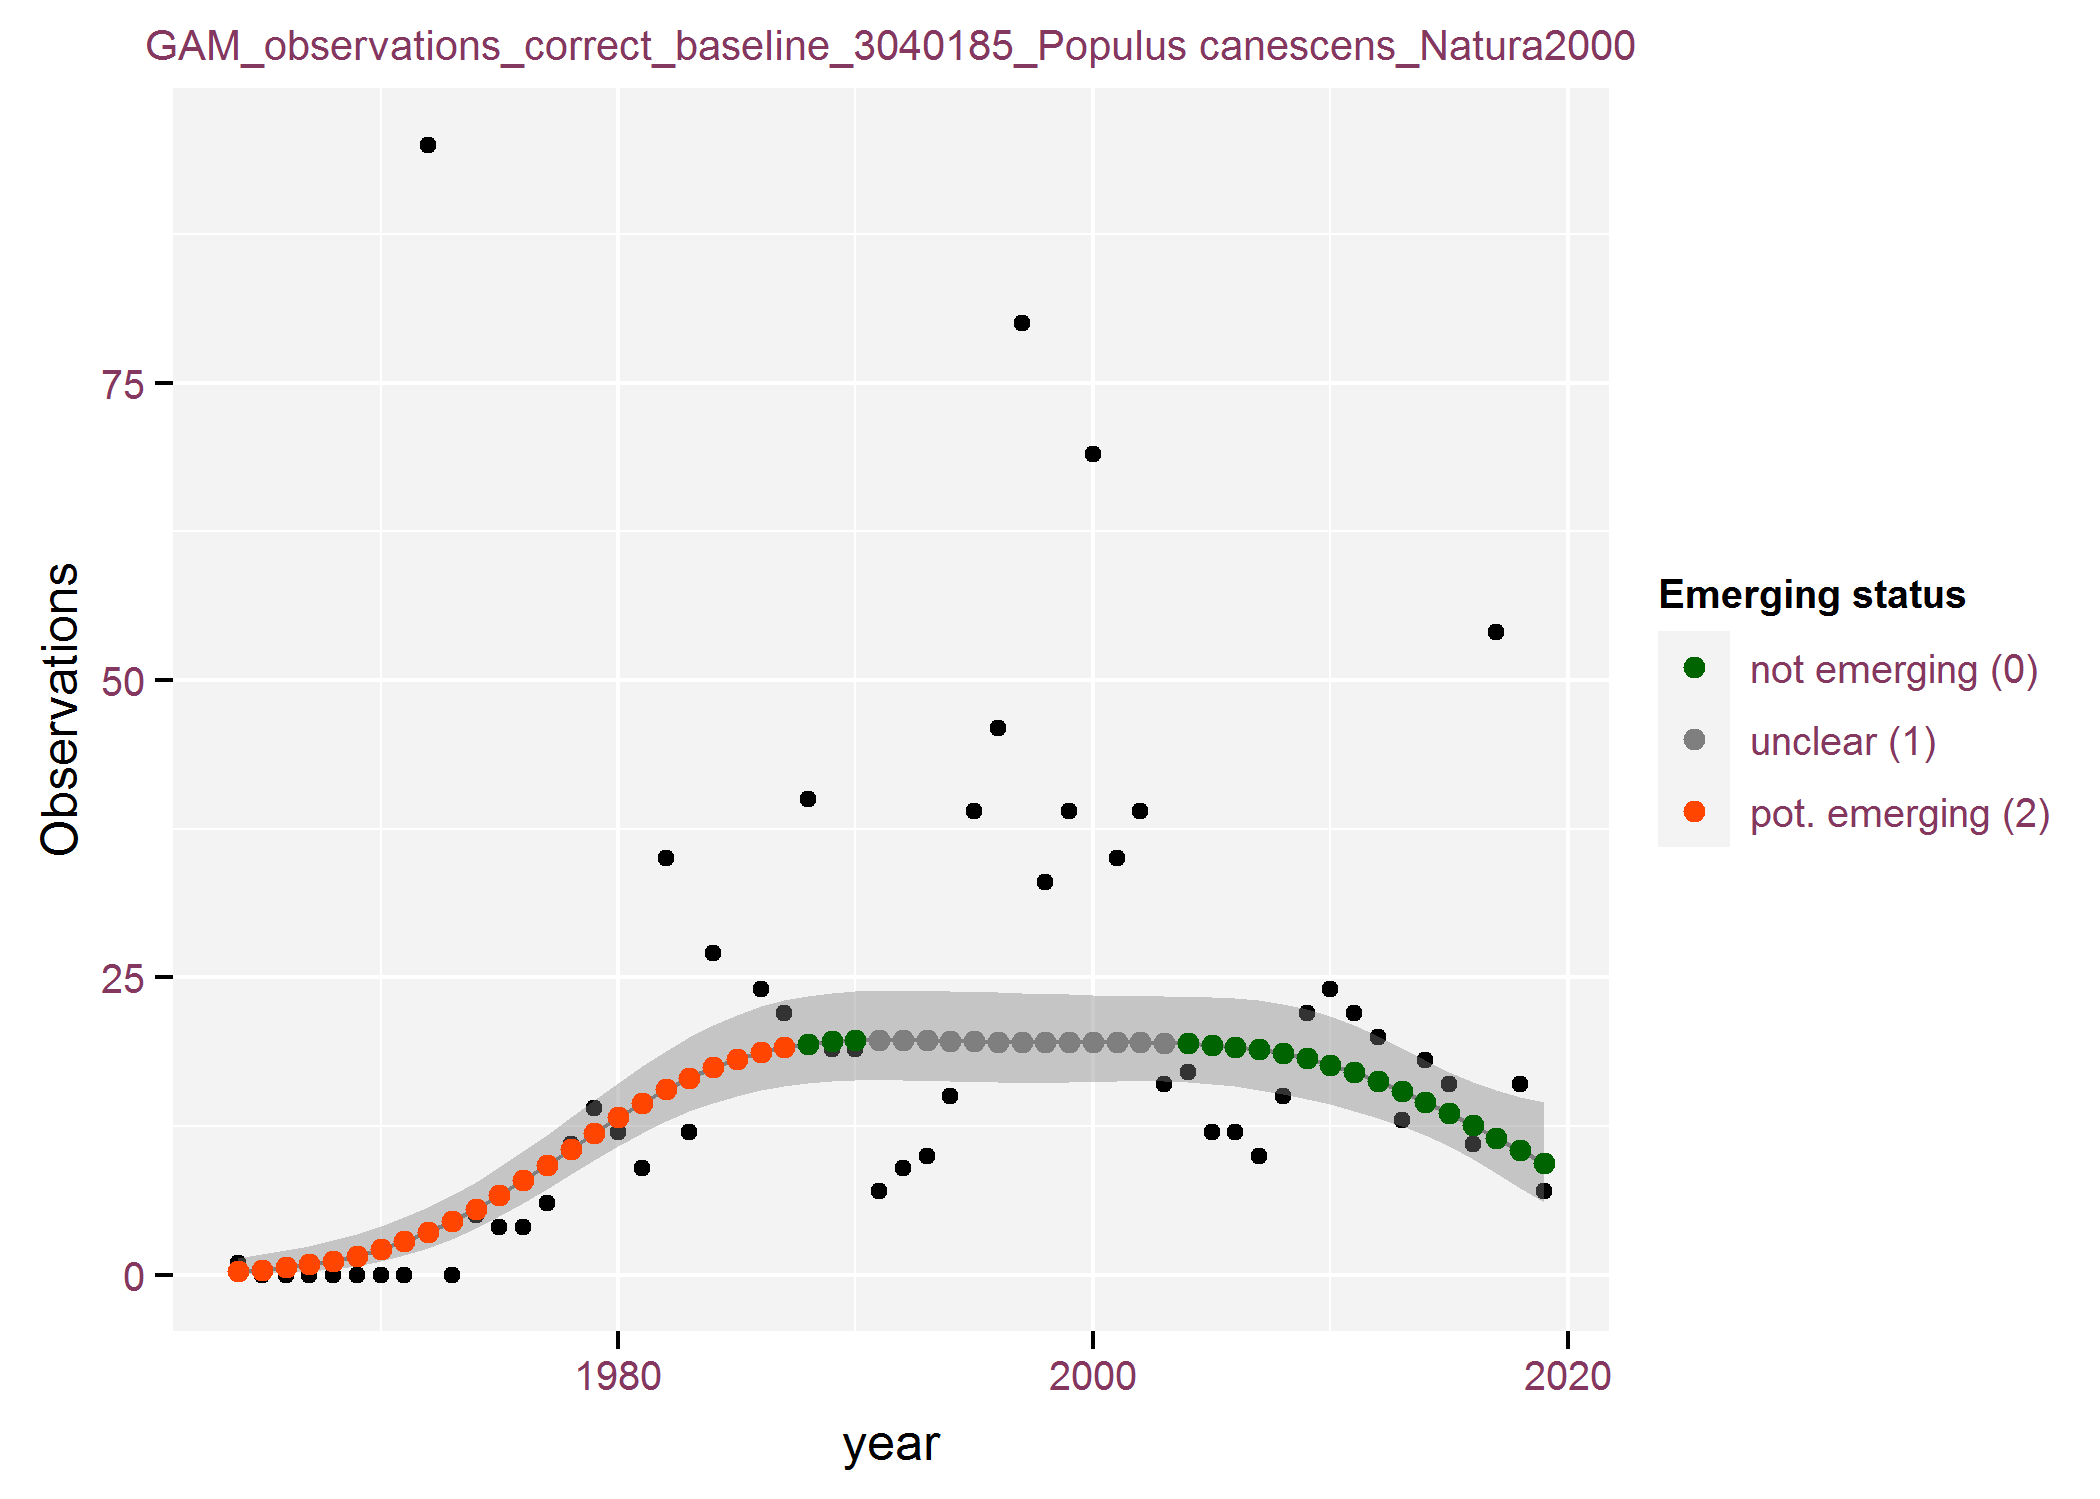 GAM_observations_correct_baseline_3040185_Populus canescens_Natura2000
Observations
75
50
25
0
1980
2000
2020
year
Emerging status
not emerging (0)
unclear (1)
pot. emerging (2)